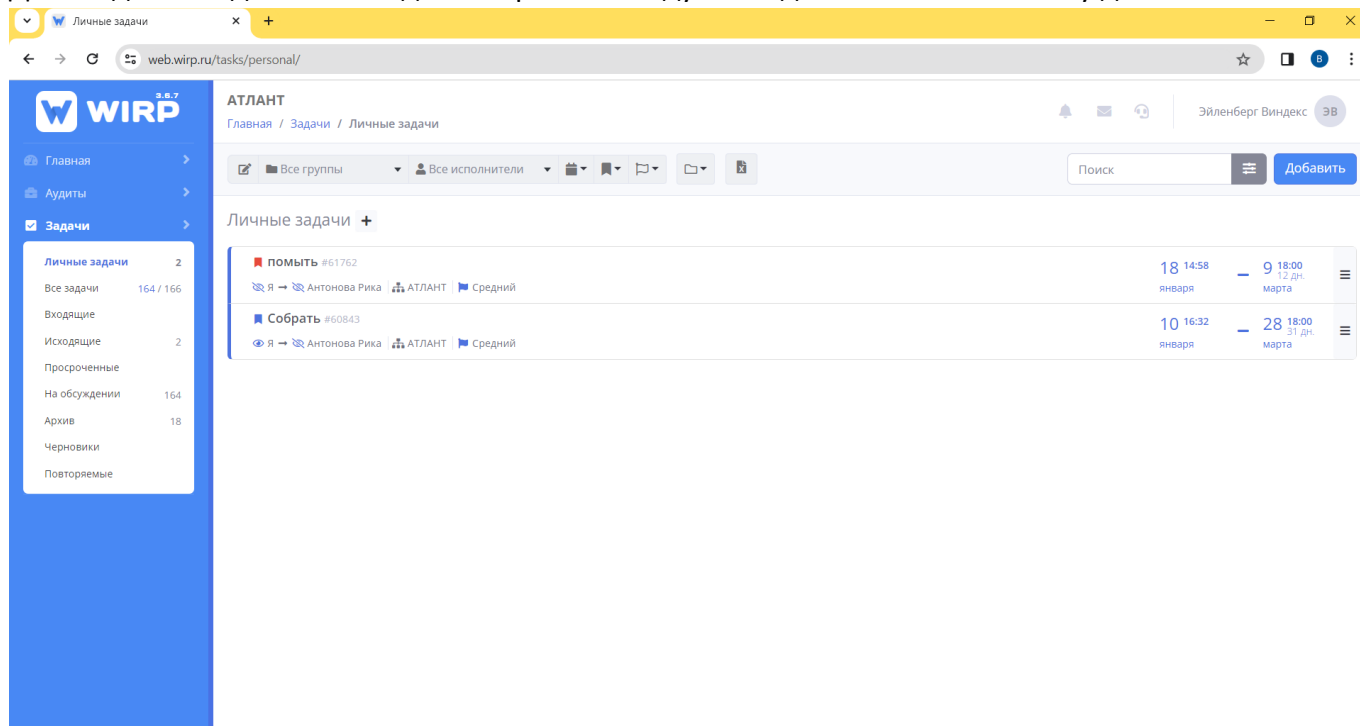 Личные задачи
web.wirp.ru/tasks/personal/
B
WIRP
3.6.7
АТЛАНТ
Главная / Задачи / Личные задачи
Эйленберг Виндекс ЭВ
Главная
Аудиты
Задачи
Личные задачи 2
Все задачи 164 / 166
Входящие
Исходящие 2
Просроченные
На обсуждении 164
Архив 18
Черновики
Повторяемые
Все группы Все исполнители
Поиск
Добавить
Личные задачи +
помыть #61762
Я → Антонова Рика АТЛАНТ Средний
18 14:58 января – 9 18:00 12 дн. марта
Собрать #60843
Я → Антонова Рика АТЛАНТ Средний
10 16:32 января – 28 18:00 31 дн. марта